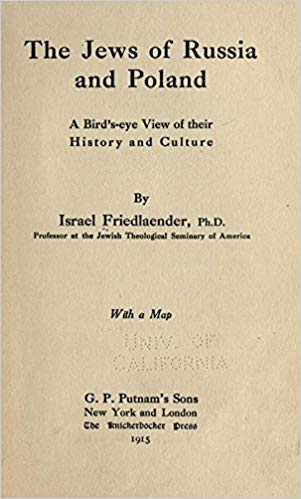 The Jews of Russia
and Poland
A Bird's-eye View of their
History and Culture
By
Israel Friedlaender, Ph.D.
Professor at the Jewish Theological Seminary of America
With a Map
UNIV. OF
CALIFORNIA
G. P. Putnam's Sons
New York and London
The Knickerbocker Press
1915